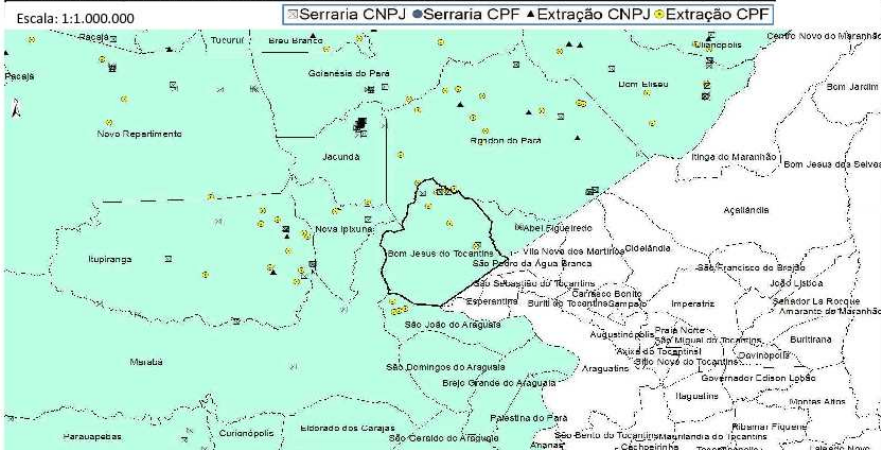 Escala: 1:1.000.000
Serraria CNPJ Serraria CPF Extração CNPJ Extração CPF
Pacajá
Tucuruí
Breu Branco
Ulianópolis
Centro Novo do Maranhão
Pacajá
Goianésia do Pará
Dom Eliseu
Bom Jardim
Novo Repartimento
Rondon do Pará
Jacundá
Itinga do Maranhão
Bom Jesus das Selvas
Açailândia
Nova Ipixuna
Abel Figueiredo
Itupiranga
Bom Jesus do Tocantins
Vila Nova dos Martírios
Cidelândia
São Pedro da Água Branca
São Francisco do Brejão
São Sebastião do Tocantins
João Lisboa
Carrasco Bonito
Esperantina
Buriti do Tocantins
Sampaio
Imperatriz
Senador La Rocque
Amarante do Maranhão
São João do Araguaia
Augustinópolis
Praia Norte
São Miguel do Tocantins
Buritirana
Marabá
Axixá do Tocantins
Sítio Novo do Tocantins
Davinópolis
São Domingos do Araguaia
Araguatins
Governador Edison Lobão
Brejo Grande do Araguaia
Itaguatins
Montes Altos
Palestina do Pará
Ribamar Fiquene
Parauapebas
Curionópolis
Eldorado dos Carajas
São Geraldo do Araguaia
Ananás
São Bento do Tocantins
Maurilândia do Tocantins
Cachoeirinha
Lajeado Novo